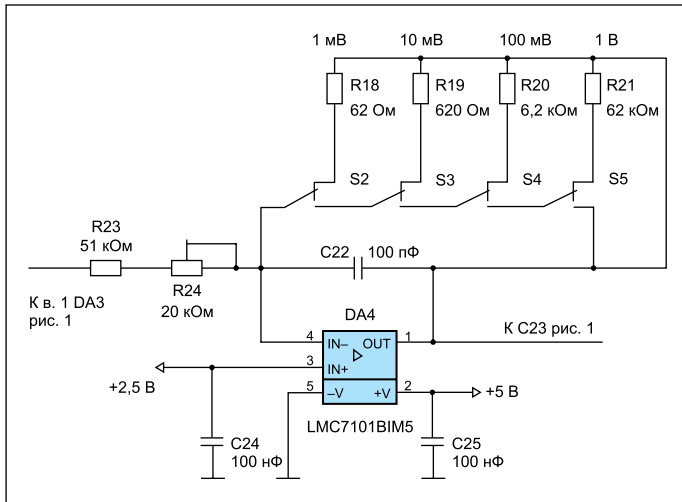 1 мВ 10 мВ 100 мВ 1 В
R18 R19 R20 R21
62 Ом 620 Ом 6,2 кОм 62 кОм
S2 S3 S4 S5
R23
51 кОм
C22 100 пФ
R24
20 кОм
К в. 1 DA3
рис. 1
DA4
4 IN– OUT 1
К C23 рис. 1
3 IN+
+2,5 В
5 –V +V 2
+5 В
LMC7101BIM5
C24
100 нФ
C25
100 нФ